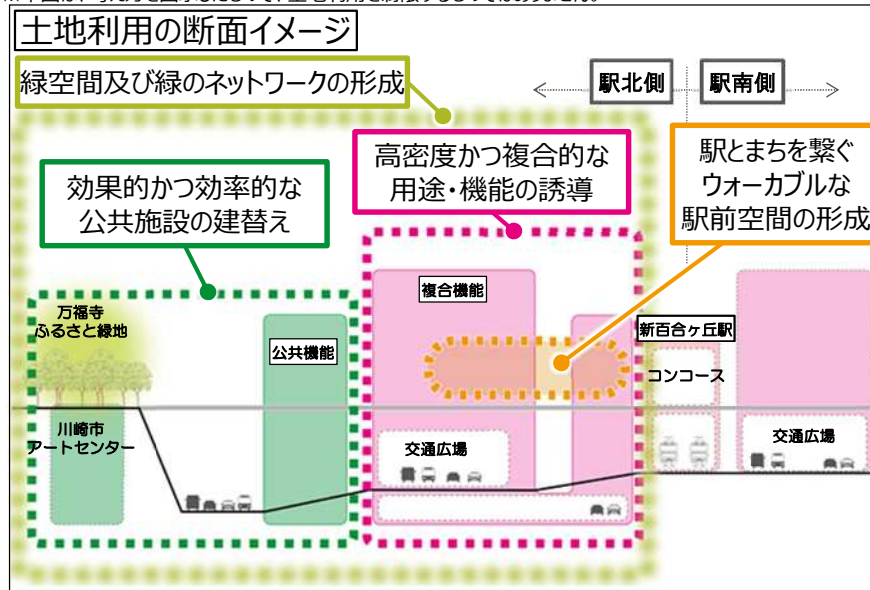 土地利用の断面イメージ
緑空間及び緑のネットワークの形成
駅北側
駅南側
高密度かつ複合的な
用途・機能の誘導
駅とまちを繋ぐ
ウォーカブルな
駅前空間の形成
効果的かつ効率的な
公共施設の建替え
万福寺
ふるさと緑地
公共機能
複合機能
新百合ヶ丘駅
コンコース
川崎市
アートセンター
交通広場
交通広場